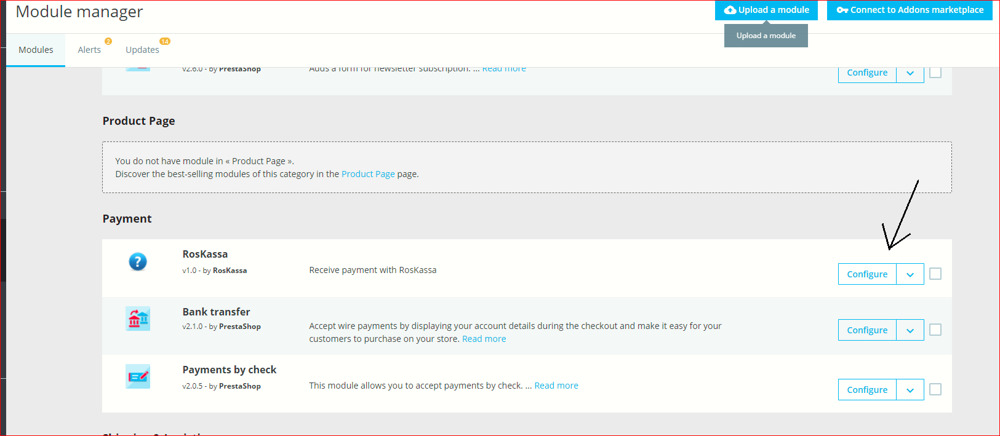 Module manager
Upload a module
Connect to Addons marketplace
Upload a module
Modules
Alerts 2
Updates 14
v2.6.0 - by PrestaShop
Adds a form for newsletter subscription. ... Read more
Configure
Product Page
You do not have module in « Product Page ».
Discover the best-selling modules of this category in the Product Page page.
Payment
RosKassa
v1.0 - by RosKassa
Receive payment with RosKassa
Configure
Bank transfer
v2.1.0 - by PrestaShop
Accept wire payments by displaying your account details during the checkout and make it easy for your
customers to purchase on your store. Read more
Configure
Payments by check
v2.0.5 - by PrestaShop
This module allows you to accept payments by check. ... Read more
Configure